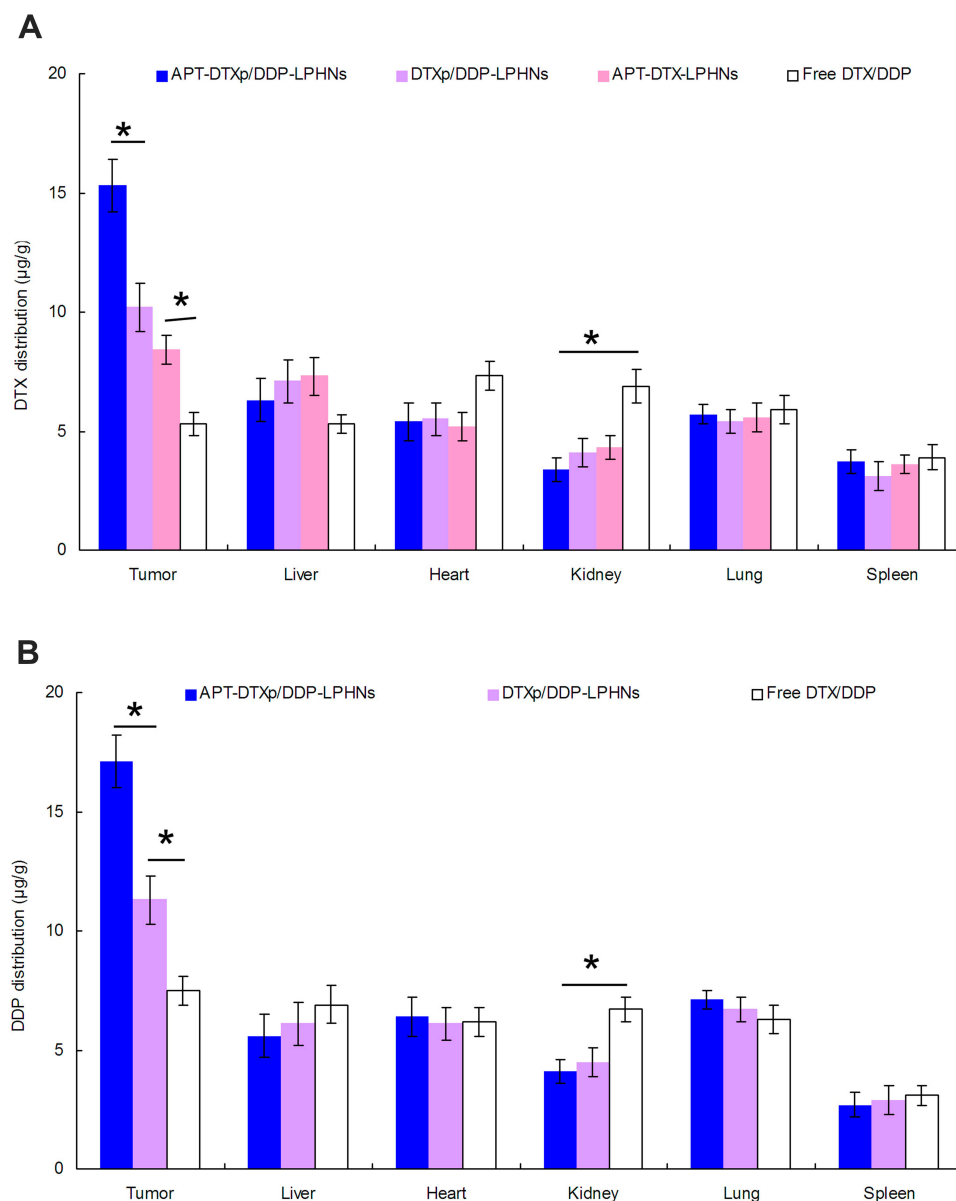 A
APT-DTXp/DDP-LPHNs DTXp/DDP-LPHNs APT-DTX-LPHNs Free DTX/DDP
20
15
10
5
0
DTX distribution (µg/g)
* * *
Tumor Liver Heart Kidney Lung Spleen
B
APT-DTXp/DDP-LPHNs DTXp/DDP-LPHNs Free DTX/DDP
20
15
10
5
0
DDP distribution (µg/g)
* * *
Tumor Liver Heart Kidney Lung Spleen